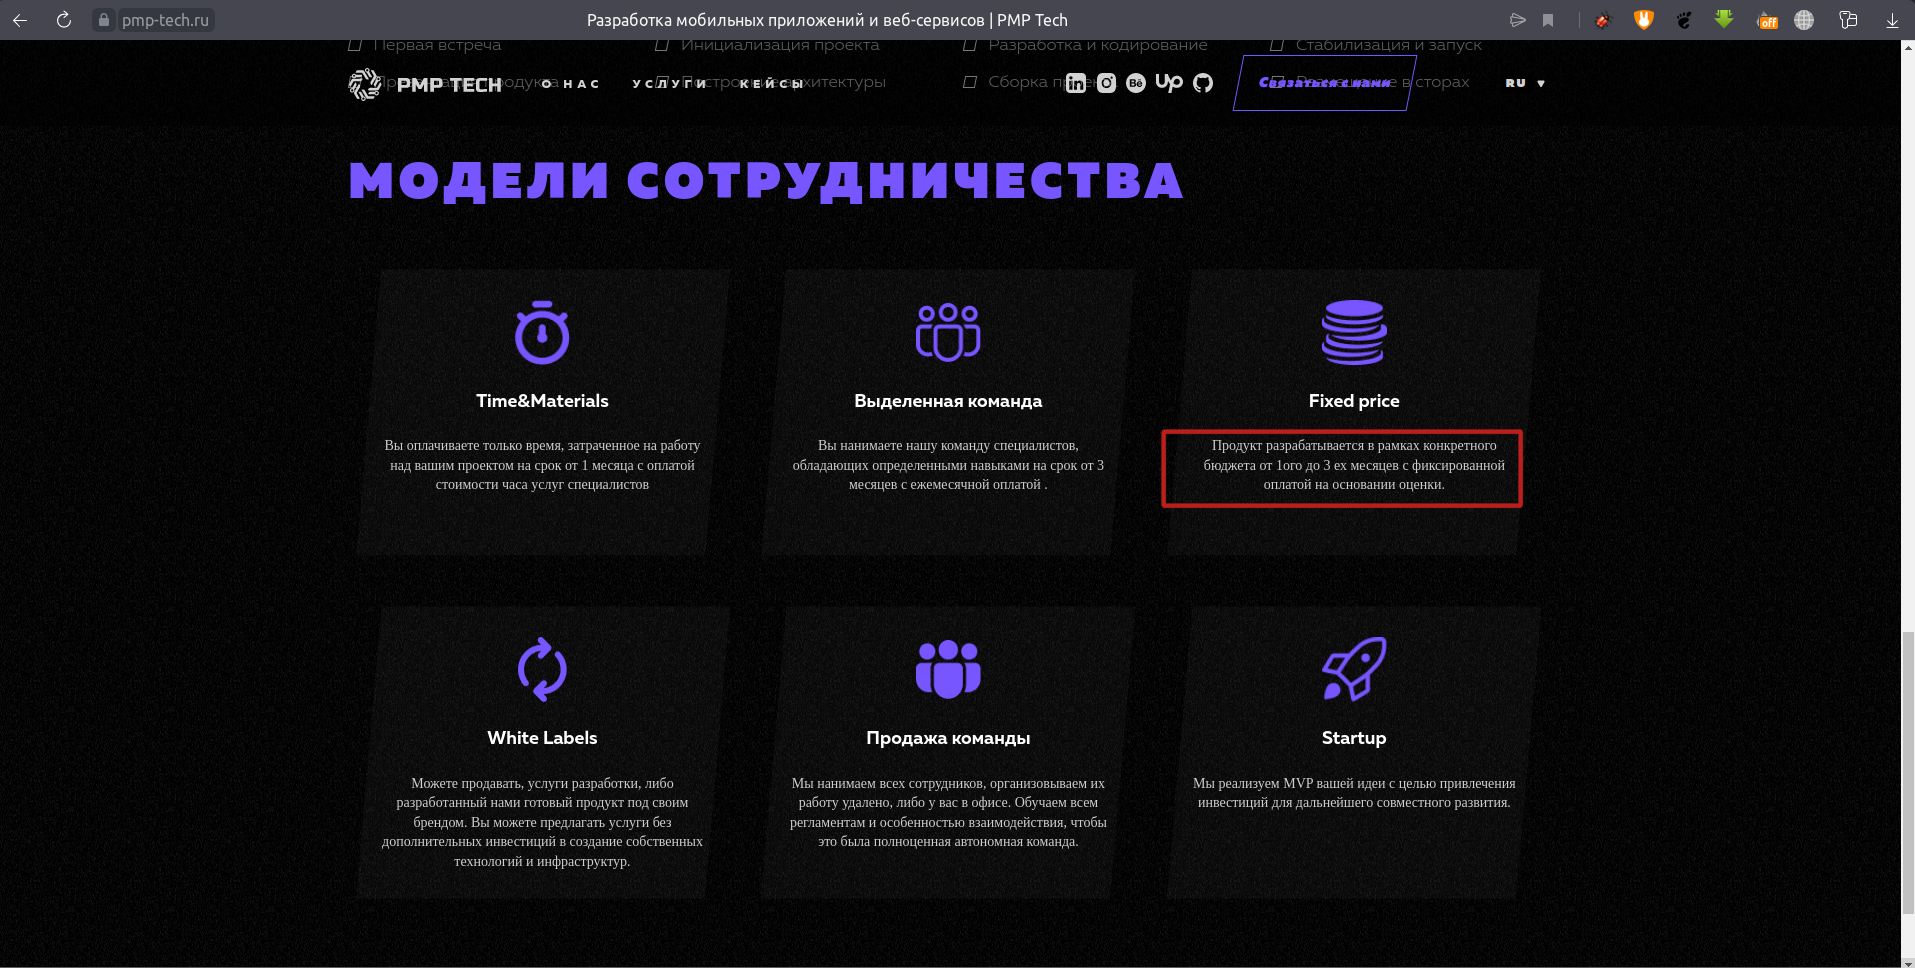 pmp-tech.ru
Разработка мобильных приложений и веб-сервисов | PMP Tech
off
Первая встреча
Инициализация проекта
Разработка и кодирование
Стабилизация и запуск
PMP TECH
О НАС
УСЛУГИ
КЕЙСЫ
Построение архитектуры
Сборка
Связаться с нами
в сторах
RU
МОДЕЛИ СОТРУДНИЧЕСТВА
Time&Materials
Вы оплачиваете только время, затраченное на работу
над вашим проектом на срок от 1 месяца с оплатой
стоимости часа услуг специалистов
Выделенная команда
Вы нанимаете нашу команду специалистов,
обладающих определенными навыками на срок от 3
месяцев с ежемесячной оплатой .
Fixed price
Продукт разрабатывается в рамках конкретного
бюджета от 1ого до 3 ех месяцев с фиксированной
оплатой на основании оценки.
White Labels
Можете продавать, услуги разработки, либо
разработанный нами готовый продукт под своим
брендом. Вы можете предлагать услуги без
дополнительных инвестиций в создание собственных
технологий и инфраструктур.
Продажа команды
Мы нанимаем всех сотрудников, организовываем их
работу удалено, либо у вас в офисе. Обучаем всем
регламентам и особенностью взаимодействия, чтобы
это была полноценная автономная команда.
Startup
Мы реализуем MVP вашей идеи с целью привлечения
инвестиций для дальнейшего совместного развития.